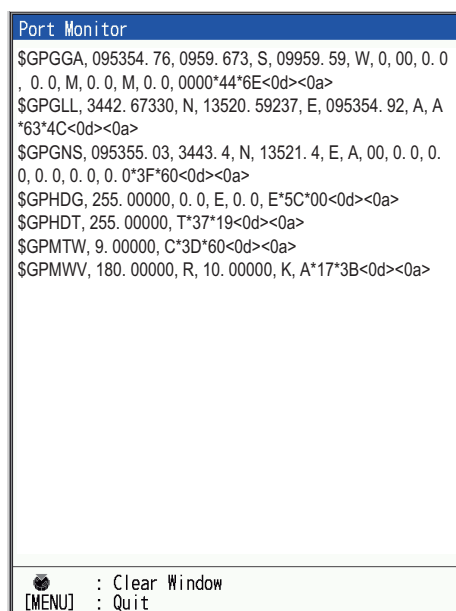 Port Monitor
$GPGGA, 095354. 76, 0959. 673, S, 09959. 59, W, 0, 00, 0. 0
, 0. 0, M, 0. 0, M, 0. 0, 0000*44*6E<0d><0a>
$GPGLL, 3442. 67330, N, 13520. 59237, E, 095354. 92, A, A
*63*4C<0d><0a>
$GPGNS, 095355. 03, 3443. 4, N, 13521. 4, E, A, 00, 0. 0, 0.
0, 0. 0, 0. 0, 0. 0*3F*60<0d><0a>
$GPHDG, 255. 00000, 0. 0, E, 0. 0, E*5C*00<0d><0a>
$GPHDT, 255. 00000, T*37*19<0d><0a>
$GPMTW, 9. 00000, C*3D*60<0d><0a>
$GPMWV, 180. 00000, R, 10. 00000, K, A*17*3B<0d><0a>
: Clear Window
[MENU] : Quit